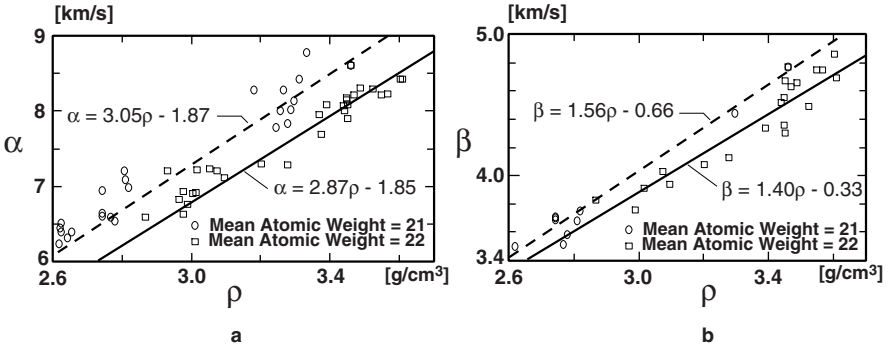 [km/s]
9
8
7
6
α
α = 3.05ρ - 1.87
α = 2.87ρ - 1.85
Mean Atomic Weight = 21
Mean Atomic Weight = 22
2.6
3.0
3.4
[g/cm³]
ρ
a
[km/s]
5.0
4.0
3.4
β
β = 1.56ρ - 0.66
β = 1.40ρ - 0.33
Mean Atomic Weight = 21
Mean Atomic Weight = 22
2.6
3.0
3.4
[g/cm³]
ρ
b